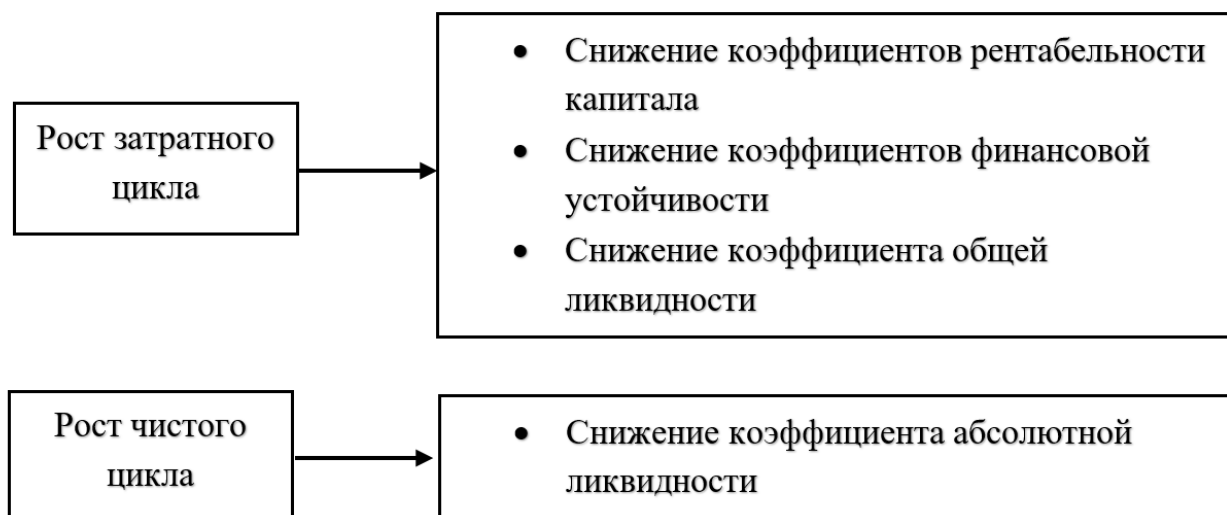 Рост затратного
цикла
• Снижение коэффициентов рентабельности
капитала
• Снижение коэффициентов финансовой
устойчивости
• Снижение коэффициента общей
ликвидности
Рост чистого
цикла
• Снижение коэффициента абсолютной
ликвидности